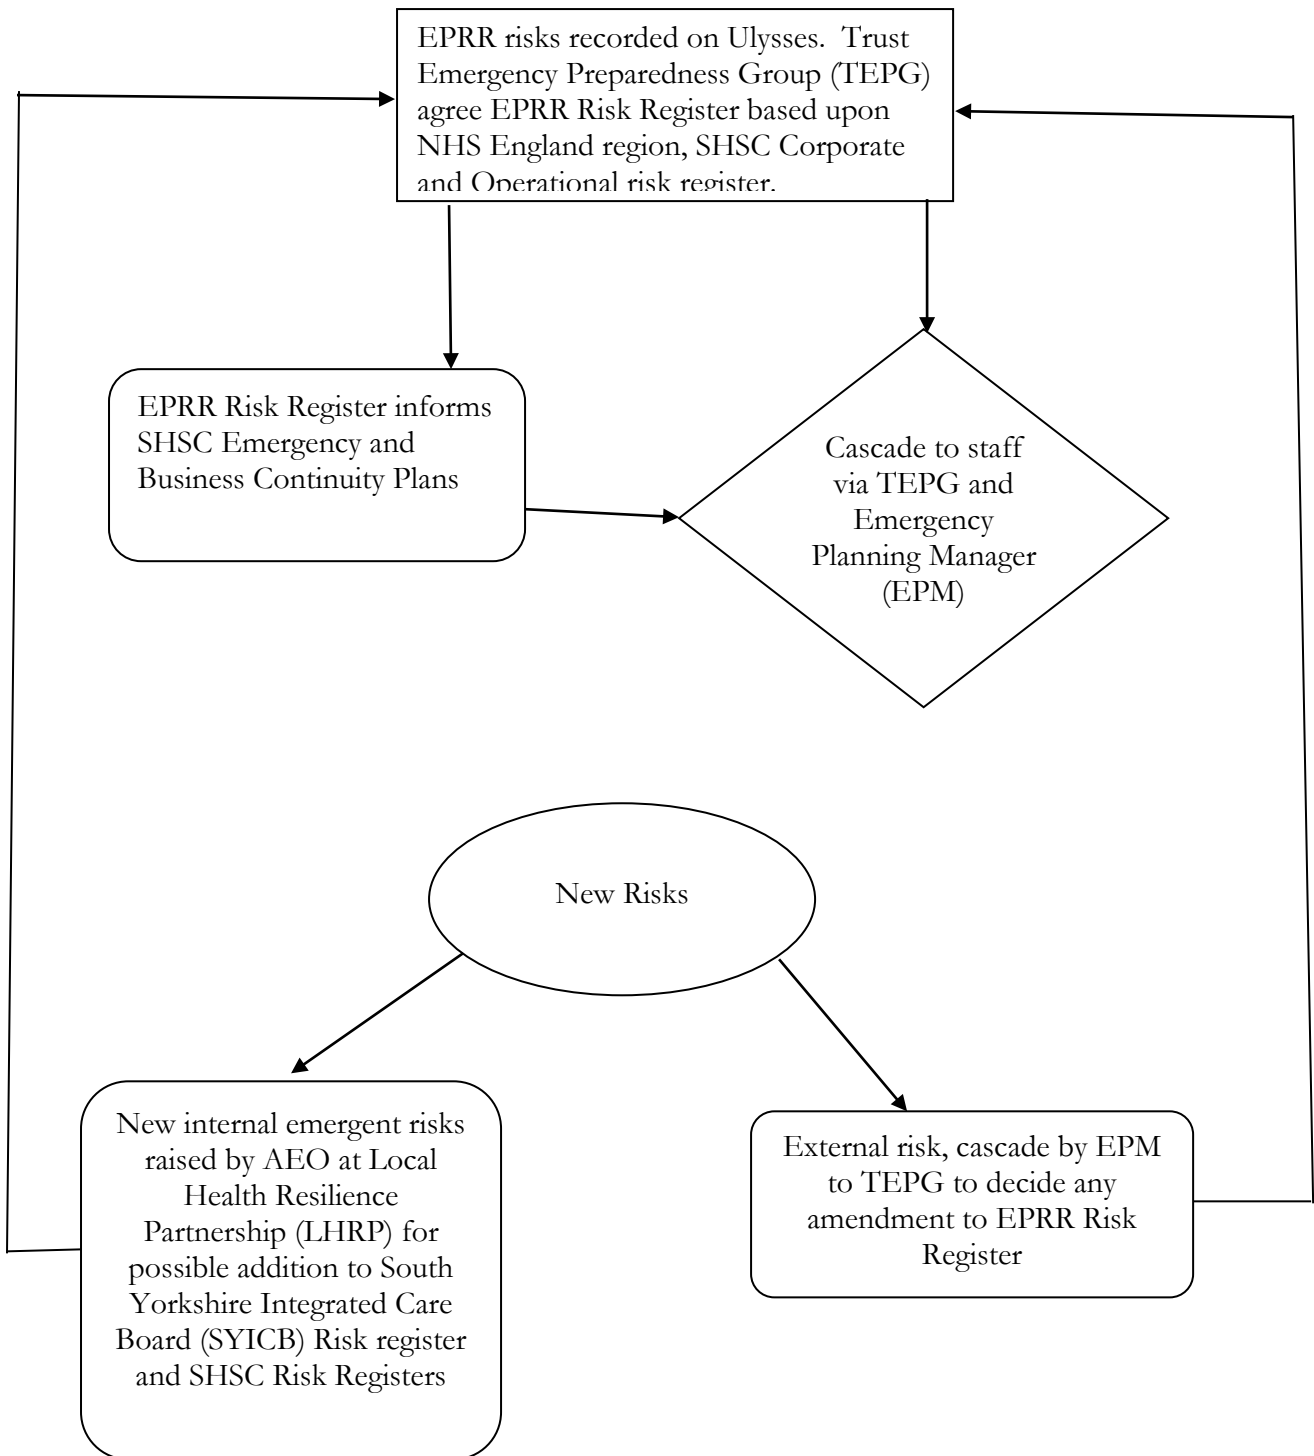 EPRR risks recorded on Ulysses.  Trust
Emergency Preparedness Group (TEPG)
agree EPRR Risk Register based upon
NHS England region, SHSC Corporate
and Operational risk register.
EPRR Risk Register informs
SHSC Emergency and
Business Continuity Plans
Cascade to staff
via TEPG and
Emergency
Planning Manager
(EPM)
New Risks
New internal emergent risks
raised by AEO at Local
Health Resilience
Partnership (LHRP) for
possible addition to South
Yorkshire Integrated Care
Board (SYICB) Risk register
and SHSC Risk Registers
External risk, cascade by EPM
to TEPG to decide any
amendment to EPRR Risk
Register